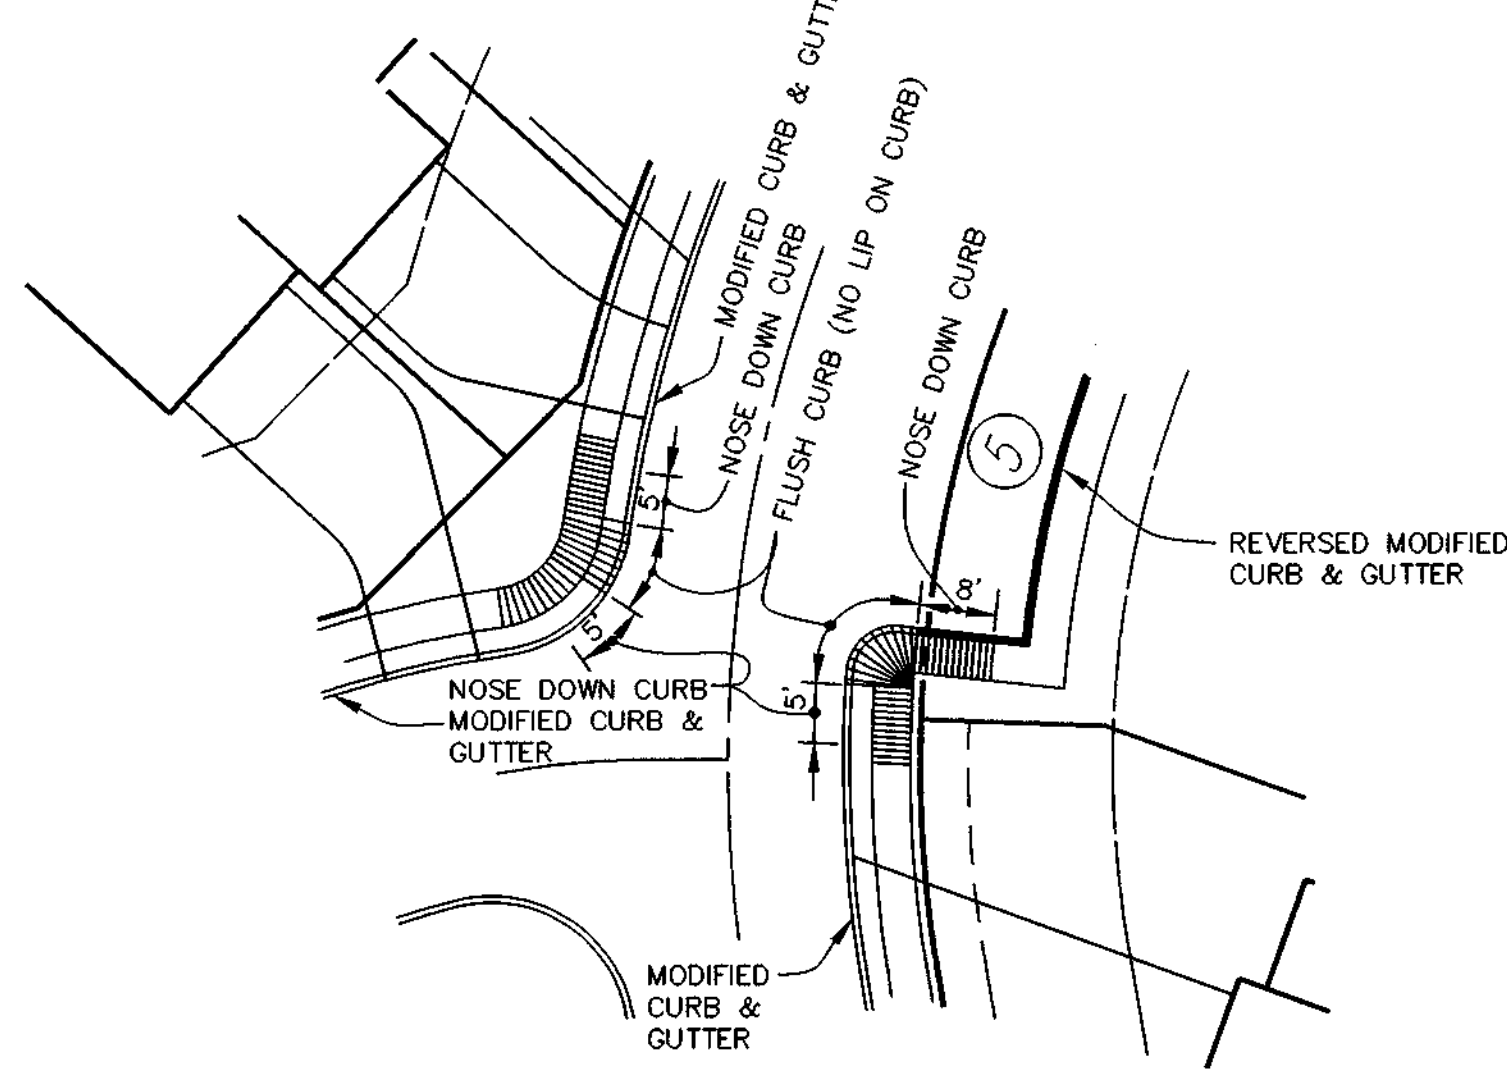 MODIFIED CURB & GUTT
NOSE DOWN CURB
FLUSH CURB (NO LIP ON CURB)
NOSE DOWN CURB
5
REVERSED MODIFIED
CURB & GUTTER
5'
8'
5'
5'
NOSE DOWN CURB
MODIFIED CURB &
GUTTER
MODIFIED
CURB &
GUTTER